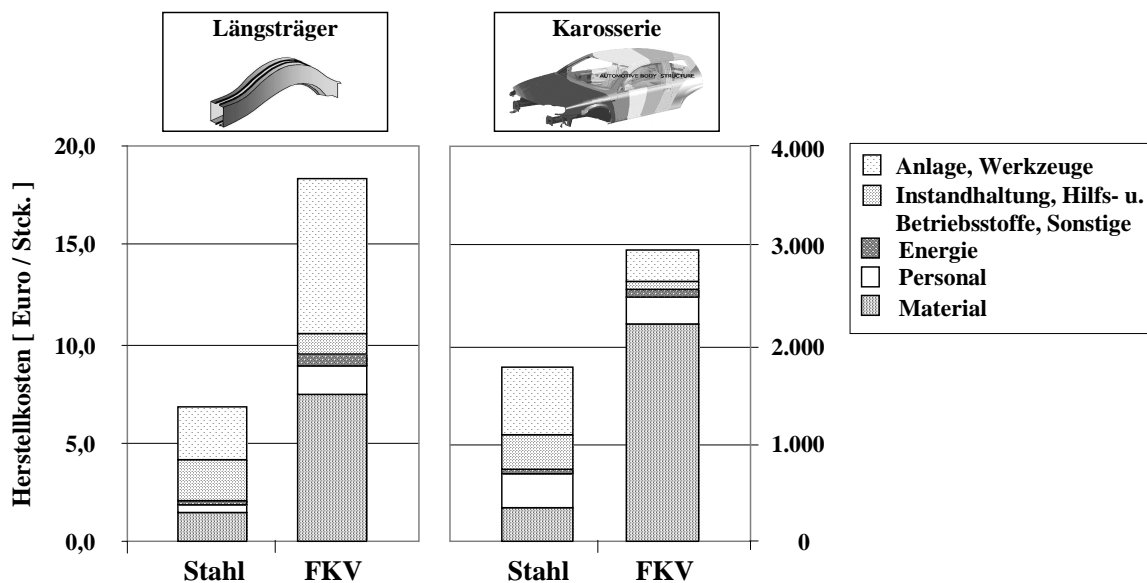 Längsträger
Karosserie
AUTOMOTIVE BODY STRUCTURE
Herstellkosten [ Euro / Stck. ]
20,0
15,0
10,0
5,0
0,0
4.000
3.000
2.000
1.000
0
Stahl
FKV
Stahl
FKV
Anlage, Werkzeuge
Instandhaltung, Hilfs- u.
Betriebsstoffe, Sonstige
Energie
Personal
Material